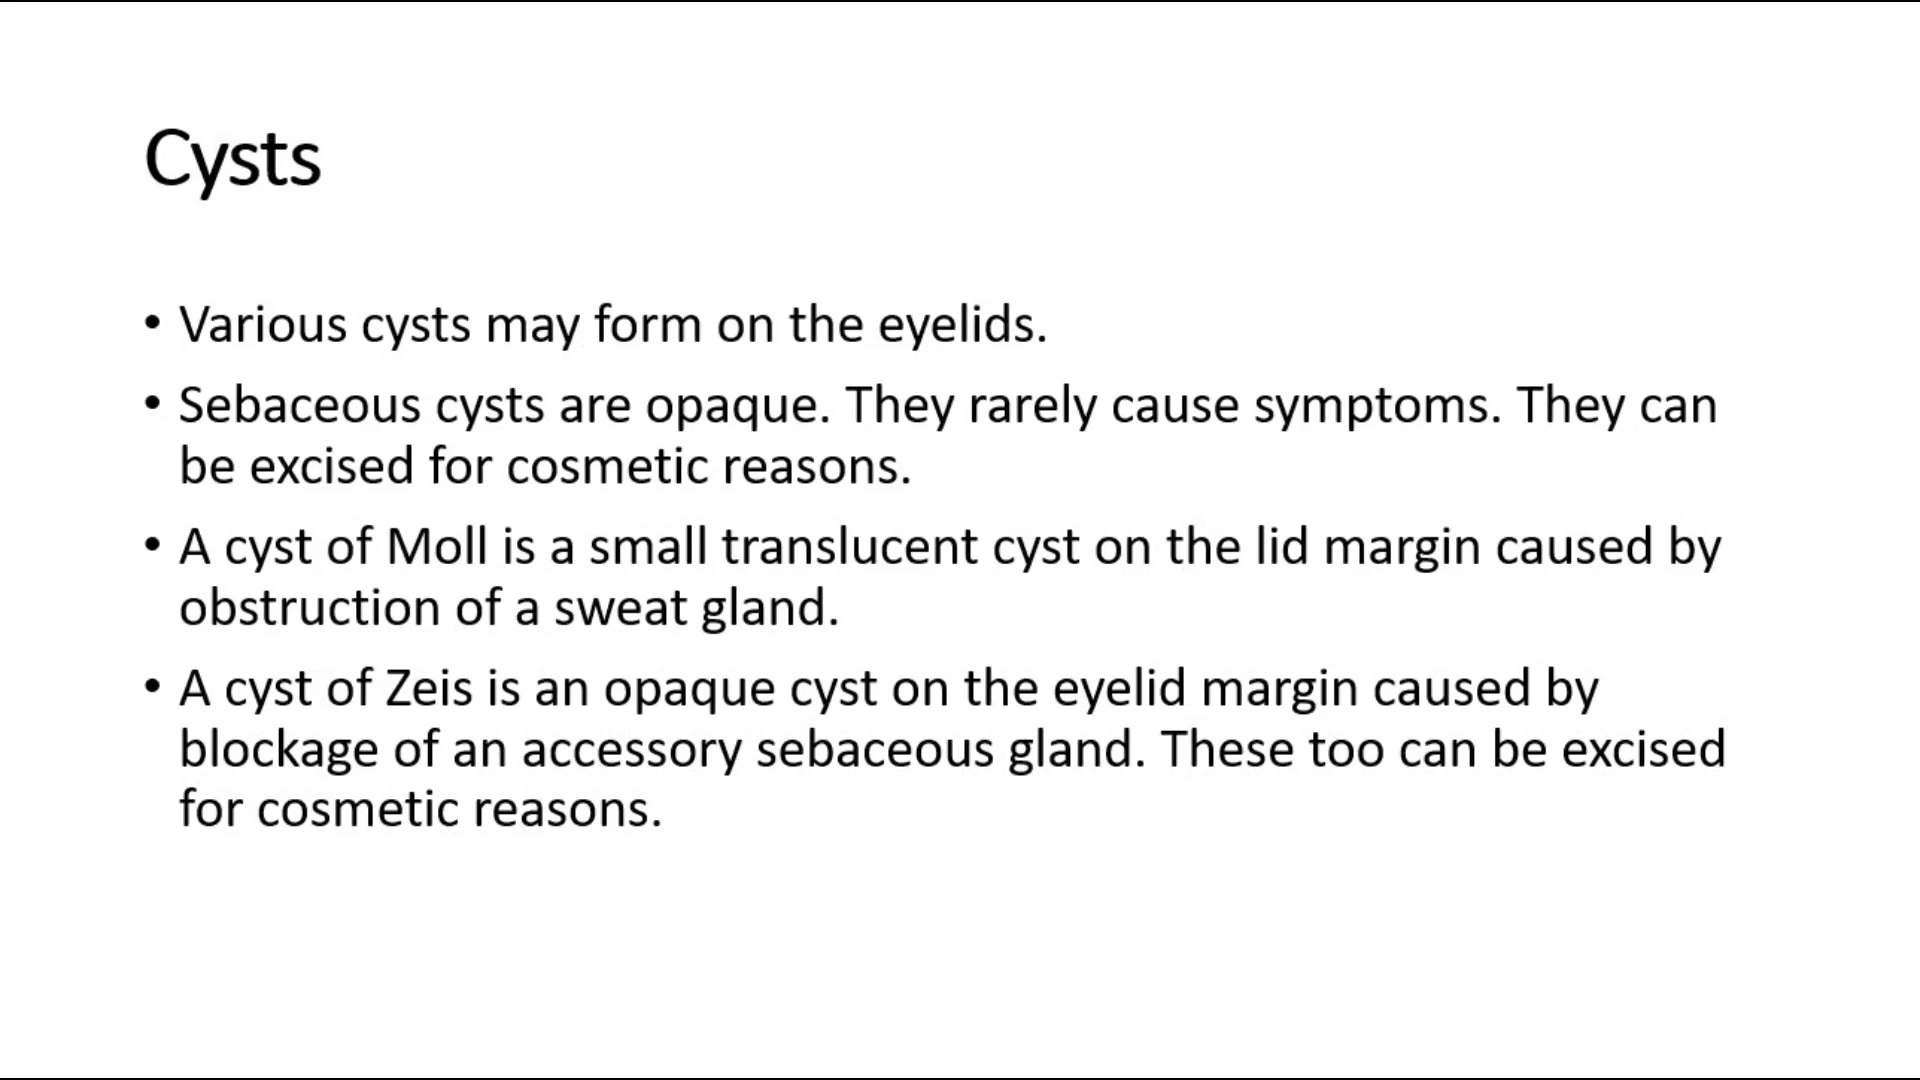 Cysts
• Various cysts may form on the eyelids.
• Sebaceous cysts are opaque. They rarely cause symptoms. They can
be excised for cosmetic reasons.
• A cyst of Moll is a small translucent cyst on the lid margin caused by
obstruction of a sweat gland.
• A cyst of Zeis is an opaque cyst on the eyelid margin caused by
blockage of an accessory sebaceous gland. These too can be excised
for cosmetic reasons.